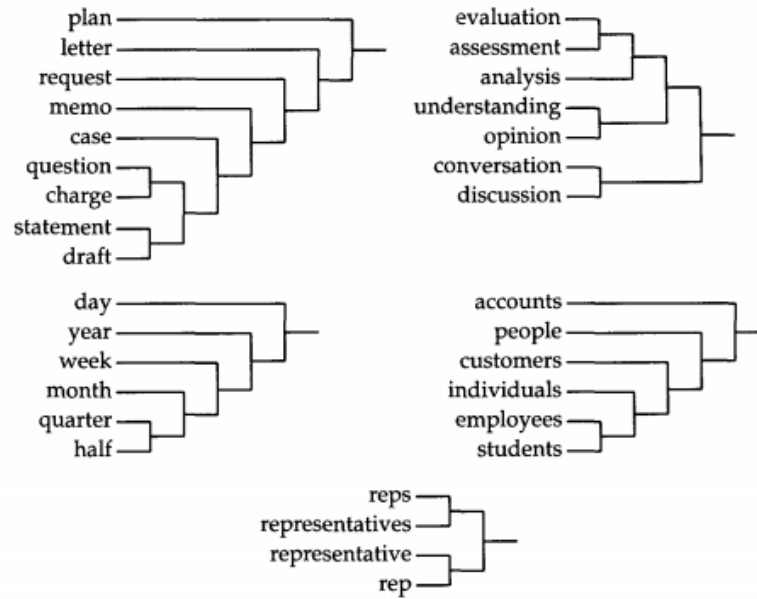 plan
letter
request
memo
case
question
charge
statement
draft
evaluation
assessment
analysis
understanding
opinion
conversation
discussion
day
year
week
month
quarter
half
accounts
people
customers
individuals
employees
students
reps
representatives
representative
rep